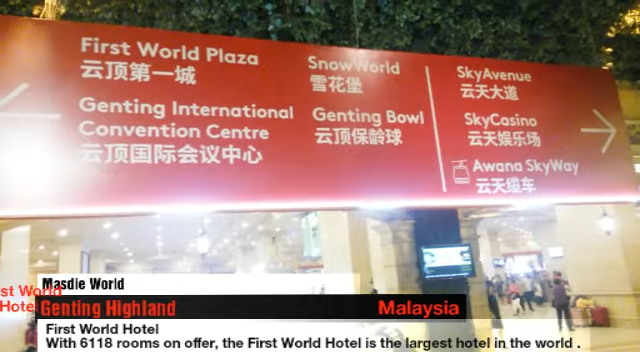 First World Plaza
云顶第一城
Genting International
Convention Centre
云顶国际会议中心
SnowWorld
雪花堡
Genting Bowl
云顶保龄球
SkyAvenue
云天大道
SkyCasino
云天娱乐场
Awana SkyWay
云天缆车
Masdie World
st World
Hotel
Genting Highland
Malaysia
First World Hotel
With 6118 rooms on offer, the First World Hotel is the largest hotel in the world .